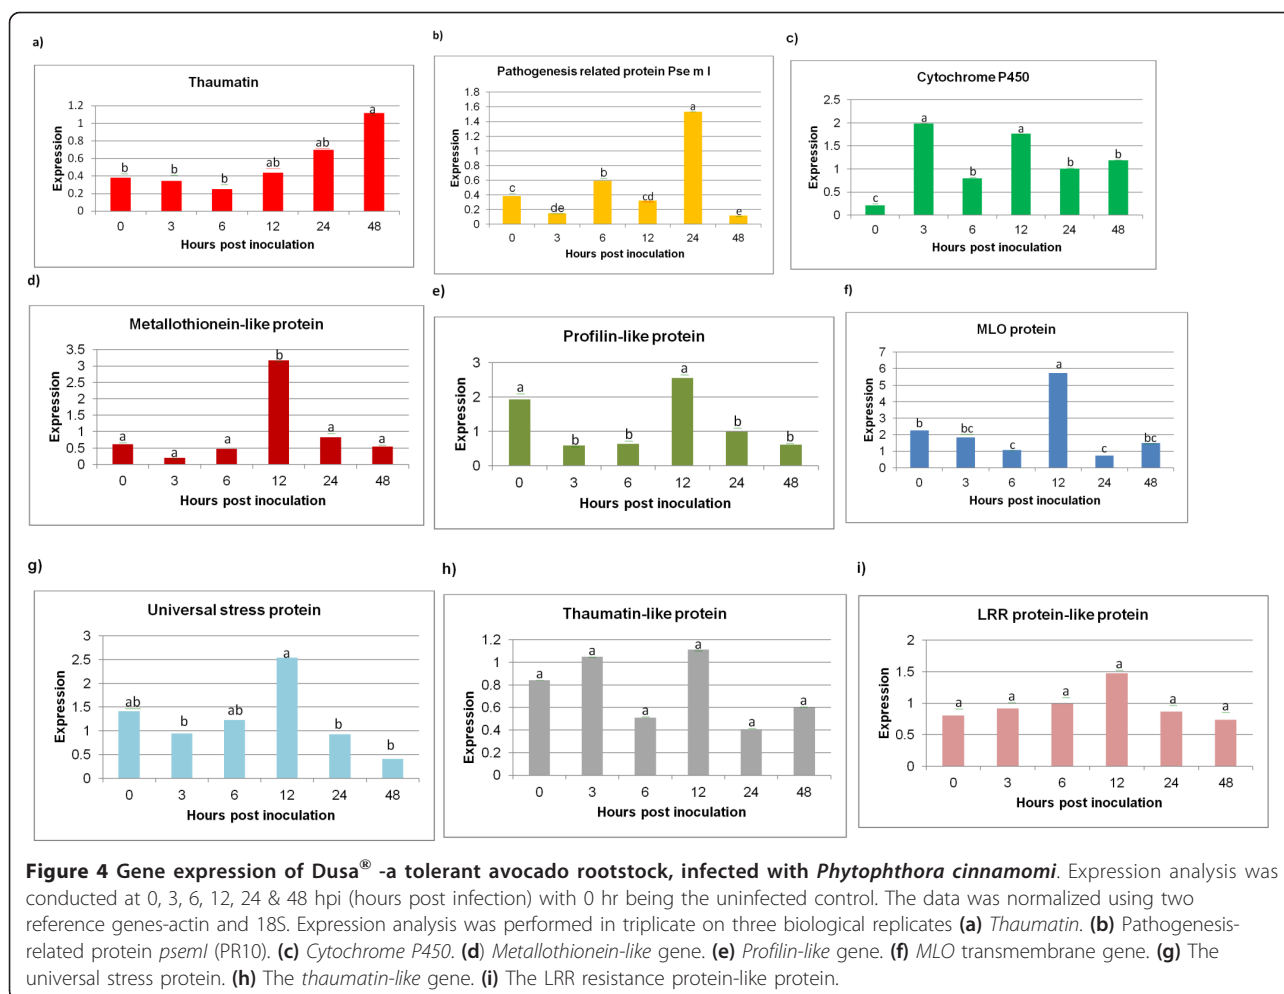 a)
Thaumatin
1.2
1
0.8
0.6
0.4
0.2
0
Expression
b b b ab ab a
0 3 6 12 24 48
Hours post inoculation
b)
Pathogenesis related protein Pse m I
1.8
1.6
1.4
1.2
1
0.8
0.6
0.4
0.2
0
Expression
c de b cd a e
0 3 6 12 24 48
Hours post inoculation
c)
Cytochrome P450
2.5
2
1.5
1
0.5
0
Expression
c a b a b b
0 3 6 12 24 48
Hours post inoculation
d)
Metallothionein-like protein
3.5
3
2.5
2
1.5
1
0.5
0
Expression
a a a b a a
0 3 6 12 24 48
Hours post inoculation
e)
Profilin-like protein
3
2
1
0
Expression
a b b a b b
0 3 6 12 24 48
Hours post inoculation
f)
MLO protein
7
6
5
4
3
2
1
0
Expression
b bc c a c bc
0 3 6 12 24 48
Hours post inoculation
g)
Universal stress protein
3
2.5
2
1.5
1
0.5
0
Expression
ab b ab a b b
0 3 6 12 24 48
Hours post inoculation
h)
Thaumatin-like protein
1.2
1
0.8
0.6
0.4
0.2
0
Expression
a a a a a a
0 3 6 12 24 48
Hours post inoculation
i)
LRR protein-like protein
2
1.5
1
0.5
0
Expression
a a a a a a
0 3 6 12 24 48
Hours post inoculation
Figure 4 Gene expression of Dusa® -a tolerant avocado rootstock, infected with Phytophthora cinnamomi. Expression analysis was
conducted at 0, 3, 6, 12, 24 & 48 hpi (hours post infection) with 0 hr being the uninfected control. The data was normalized using two
reference genes-actin and 18S. Expression analysis was performed in triplicate on three biological replicates (a) Thaumatin. (b) Pathogenesis-
related protein psemI (PR10). (c) Cytochrome P450. (d) Metallothionein-like gene. (e) Profilin-like gene. (f) MLO transmembrane gene. (g) The
universal stress protein. (h) The thaumatin-like gene. (i) The LRR resistance protein-like protein.